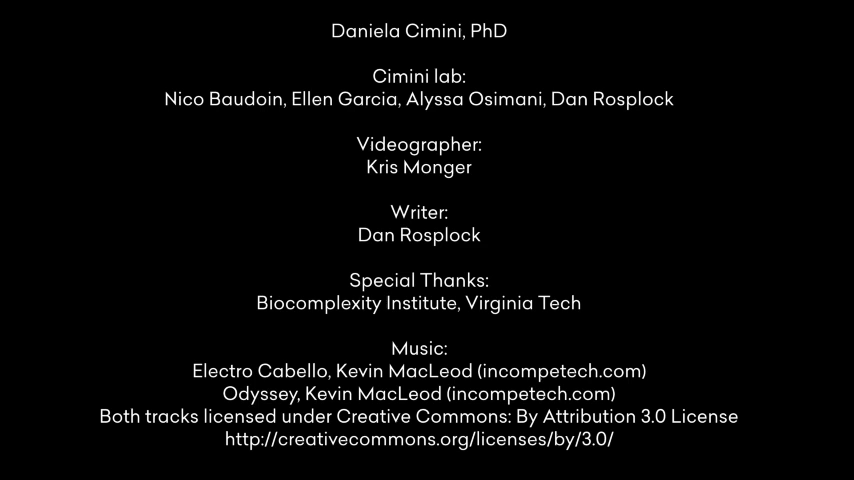 Daniela Cimini, PhD
Cimini lab:
Nico Baudoin, Ellen Garcia, Alyssa Osimani, Dan Rosplock
Videographer:
Kris Monger
Writer:
Dan Rosplock
Special Thanks:
Biocomplexity Institute, Virginia Tech
Music:
Electro Cabello, Kevin MacLeod (incompetech.com)
Odyssey, Kevin MacLeod (incompetech.com)
Both tracks licensed under Creative Commons: By Attribution 3.0 License
http://creativecommons.org/licenses/by/3.0/